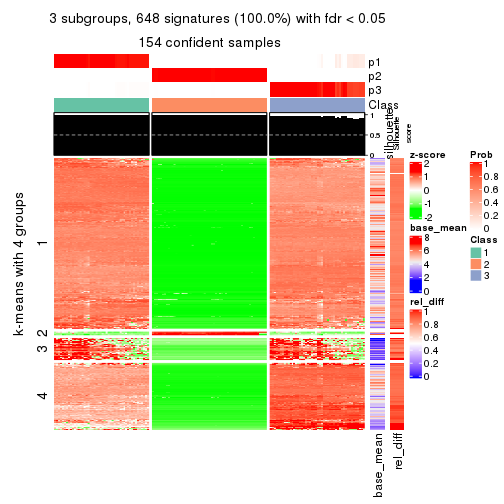 3 subgroups, 648 signatures (100.0%) with fdr < 0.05
154 confident samples
p1
p2
p3
Class
1
0.5
0
silhouette
Silhouette
score
k-means with 4 groups
1
2
3
4
z-score
2
1
0
-1
-2
base_mean
8
6
4
2
0
rel_diff
1
0.8
0.6
0.4
0.2
0
Prob
1
0.8
0.6
0.4
0.2
0
Class
1
2
3
base_mean
rel_diff